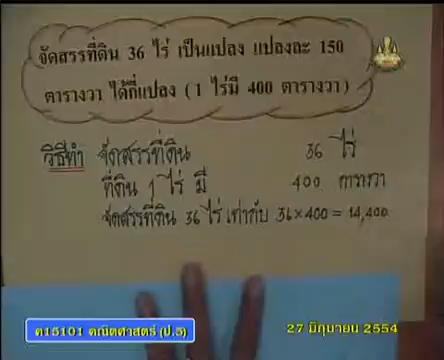 จัดสรรที่ดิน 36 ไร่ เป็นแปลง แปลงละ 150
ตารางวา ได้กี่แปลง (1 ไร่มี 400 ตารางวา)
วิธีทำ จัดสรรที่ดิน 36 ไร่
ที่ดิน 1 ไร่ มี 400 ตารางวา
จัดสรรที่ดิน 36 ไร่ เท่ากับ 36×400 = 14,400
ค15101 คณิตศาสตร์ (ป.5)
27 มิถุนายน 2554